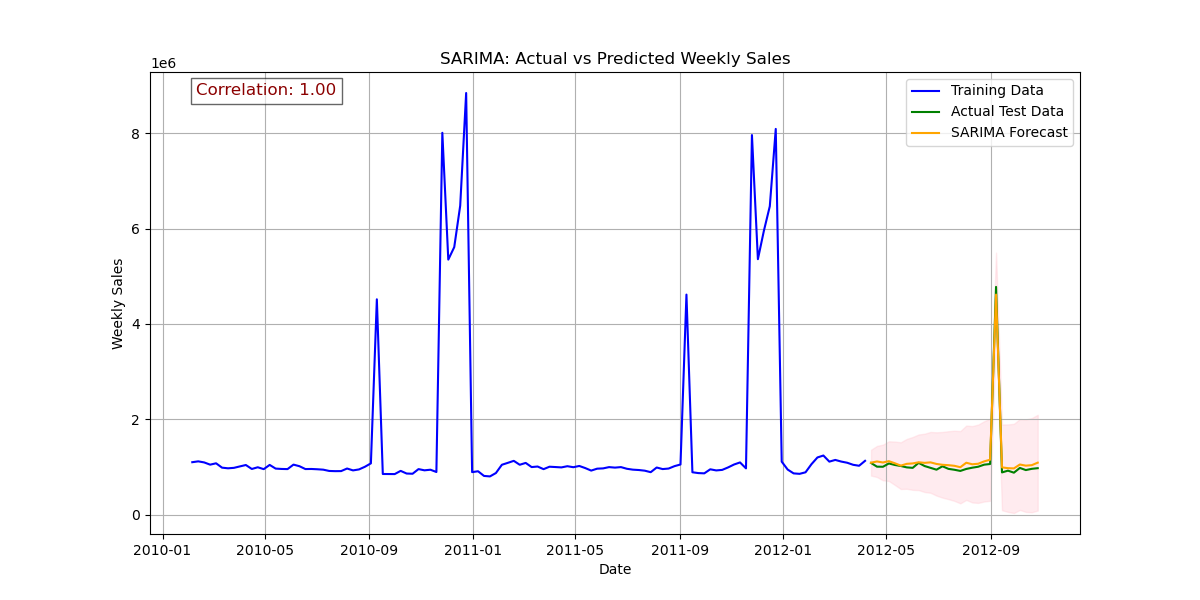 SARIMA: Actual vs Predicted Weekly Sales
1e6
Correlation: 1.00
Training Data
Actual Test Data
SARIMA Forecast
8
6
4
2
0
Weekly Sales
2010-01 2010-05 2010-09 2011-01 2011-05 2011-09 2012-01 2012-05 2012-09
Date